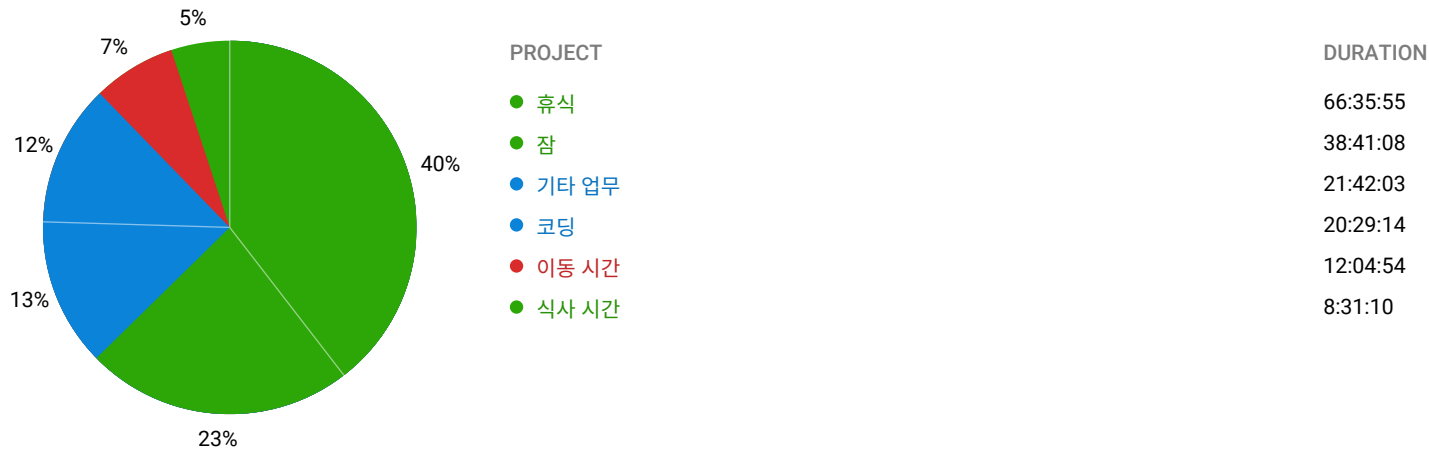 5%
7%
12%
40%
13%
23%
PROJECT DURATION
휴식 66:35:55
잠 38:41:08
기타 업무 21:42:03
코딩 20:29:14
이동 시간 12:04:54
식사 시간 8:31:10